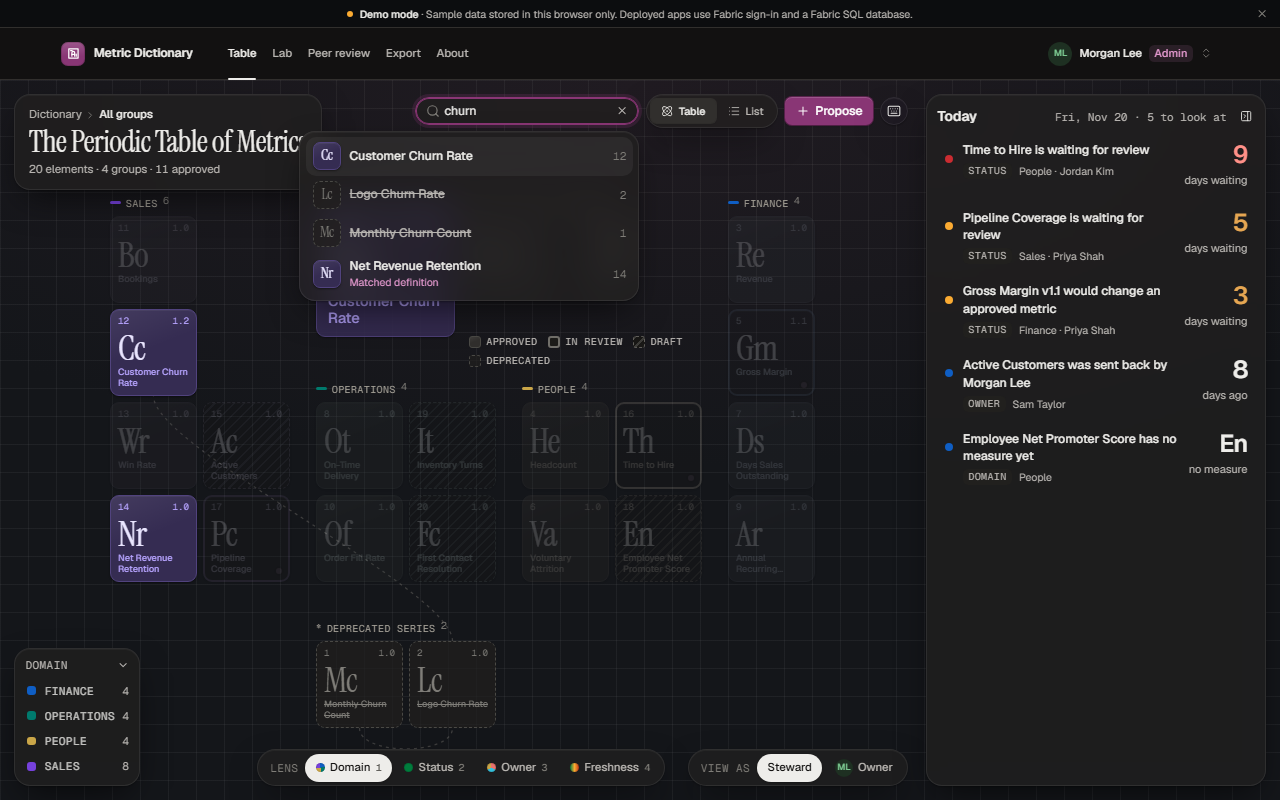 Demo mode · Sample data stored in this browser only. Deployed apps use Fabric sign-in and a Fabric SQL database.
Metric Dictionary
Table Lab Peer review Export About
ML Morgan Lee Admin
Dictionary › All groups
The Periodic Table of Metrics
20 elements · 4 groups · 11 approved
churn
Table List
+ Propose
Cc Customer Churn Rate 12
Lc Logo Churn Rate 2
Mc Monthly Churn Count 1
Nr Net Revenue Retention 14
Matched definition
Customer Churn
Rate
APPROVED IN REVIEW DRAFT
DEPRECATED
SALES 6
11 1.0
Bo
Bookings
12 1.2
Cc
Customer Churn
Rate
13 1.0
Wr
Win Rate
15 1.0
Ac
Active
Customers
14 1.0
Nr
Net Revenue
Retention
17 1.0
Pc
Pipeline
Coverage
OPERATIONS 4
6 1.0
Ot
On-Time
Delivery
19 1.0
It
Inventory Turns
10 1.0
Of
Order Fill Rate
20 1.0
Fc
First Contact
Resolution
PEOPLE 4
4 1.0
He
Headcount
16 1.0
Th
Time to Hire
8 1.0
Va
Voluntary
Attrition
18 1.0
En
Employee Net
Promoter Score
FINANCE 4
3 1.0
Re
Revenue
5 1.1
Gm
Gross Margin
7 1.0
Ds
Days Sales
Outstanding
9 1.0
Ar
Annual
Recurring...
* DEPRECATED SERIES 2
1 1.0
Mc
Monthly Churn
Count
2 1.0
Lc
Logo Churn Rate
DOMAIN
FINANCE 4
OPERATIONS 4
PEOPLE 4
SALES 8
LENS Domain 1 Status 2 Owner 3 Freshness 4
VIEW AS Steward ML Owner
Today
Fri, Nov 20 · 5 to look at
Time to Hire is waiting for review
STATUS People · Jordan Kim
9
days waiting
Pipeline Coverage is waiting for
review
STATUS Sales · Priya Shah
5
days waiting
Gross Margin v1.1 would change an
approved metric
STATUS Finance · Priya Shah
3
days waiting
Active Customers was sent back by
Morgan Lee
OWNER Sam Taylor
8
days ago
Employee Net Promoter Score has no
measure yet
DOMAIN People
En
no measure